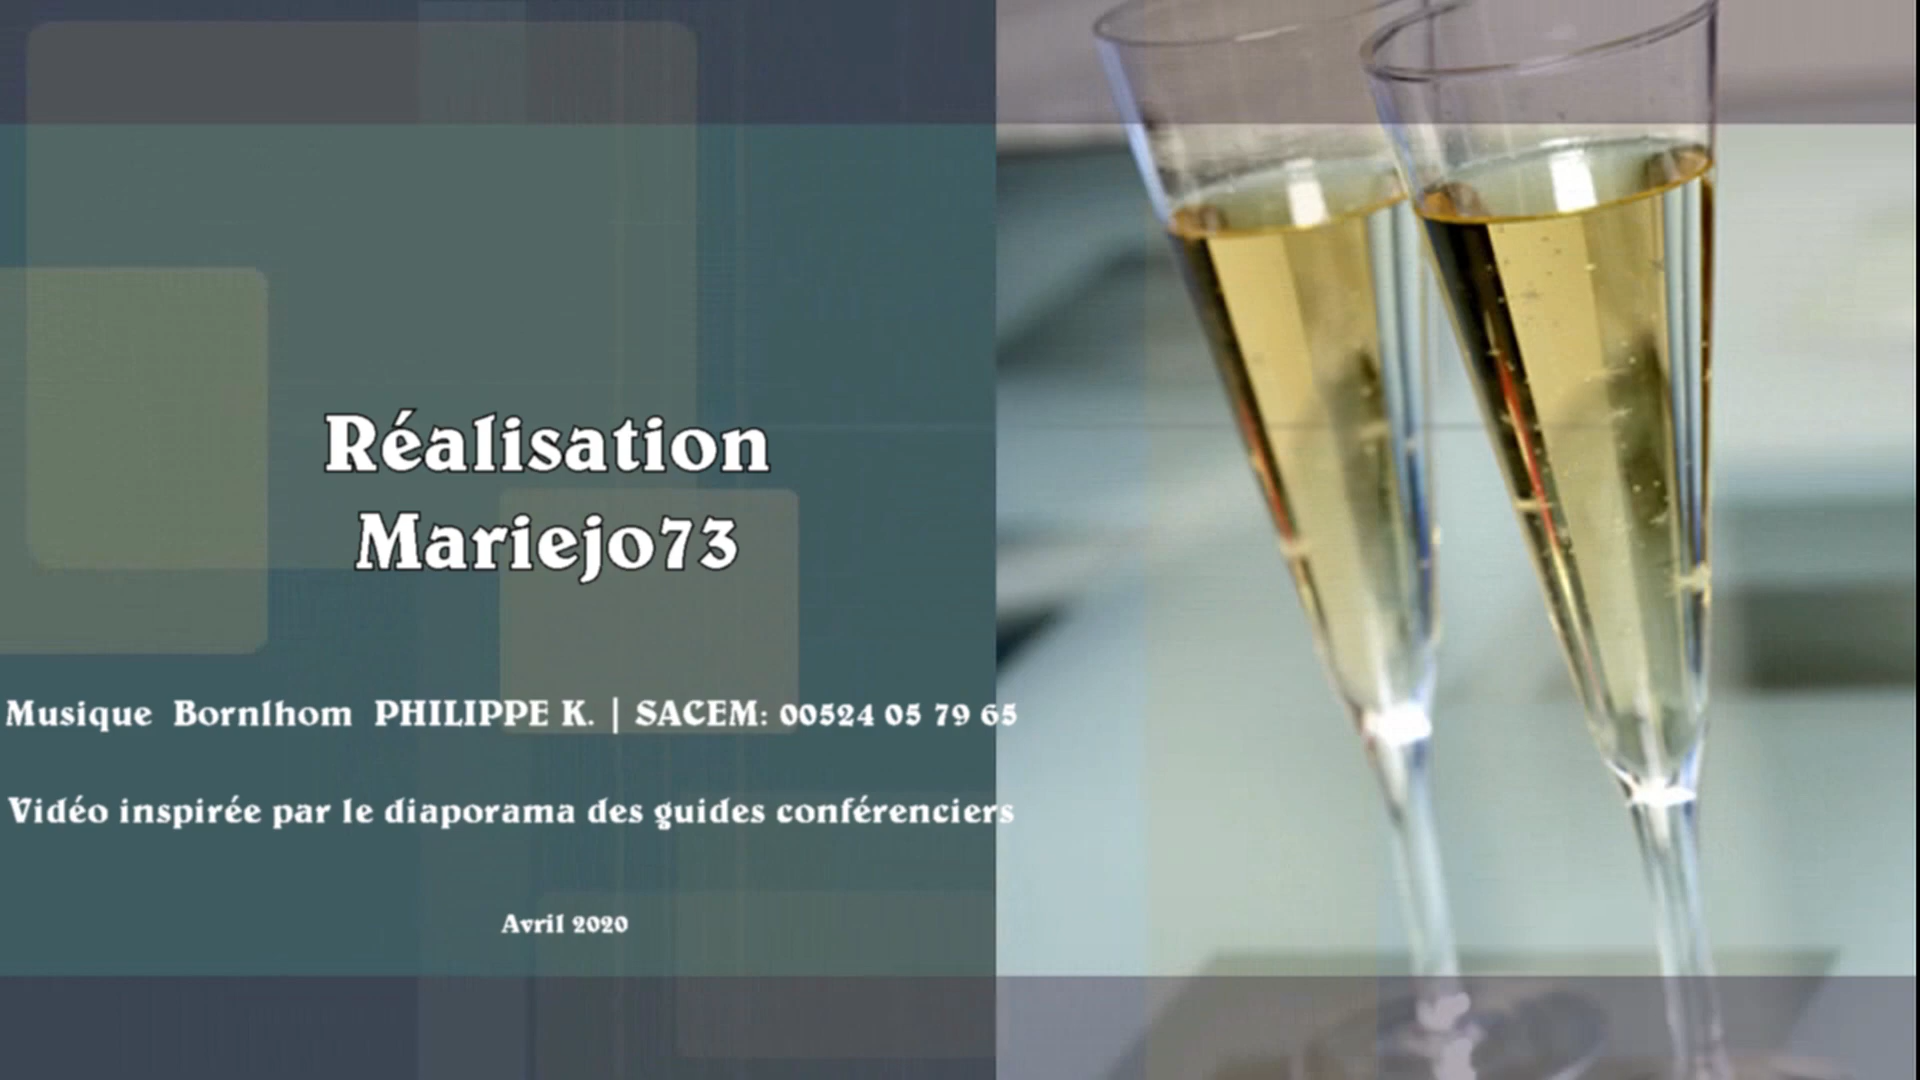 Réalisation
Mariejo73
Musique Bornlhom PHILIPPE K. | SACEM: 00524 05 79 65
Vidéo inspirée par le diaporama des guides conférenciers
Avril 2020